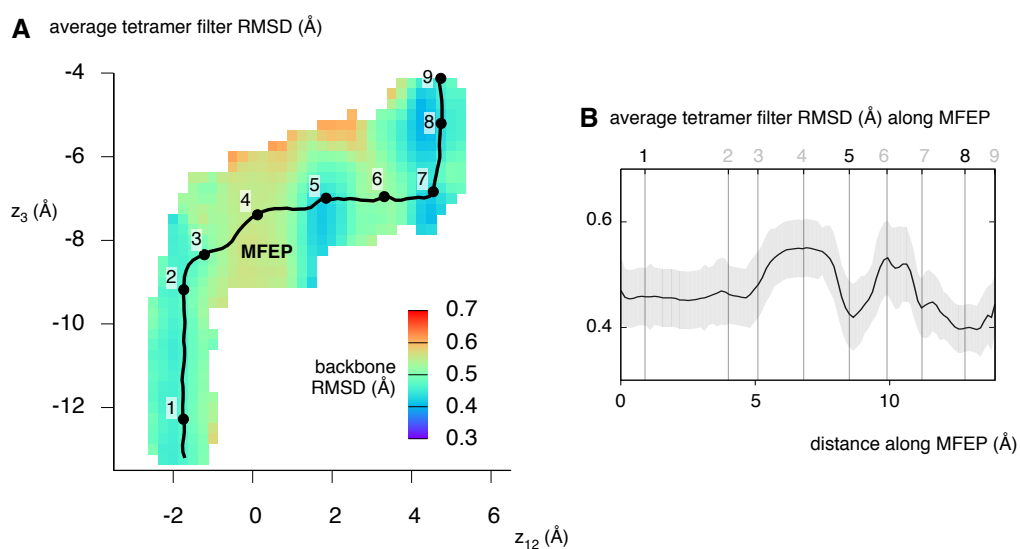 A average tetramer filter RMSD (Å)
-4
-6
-8
-10
-12
z3 (Å)
-2
0
2
4
6
z12 (Å)
9
8
7
6
5
4
3
2
1
MFEP
backbone
RMSD (Å)
0.7
0.6
0.5
0.4
0.3
B average tetramer filter RMSD (Å) along MFEP
1 2 3 4 5 6 7 8 9
0.6
0.4
0 5 10
distance along MFEP (Å)